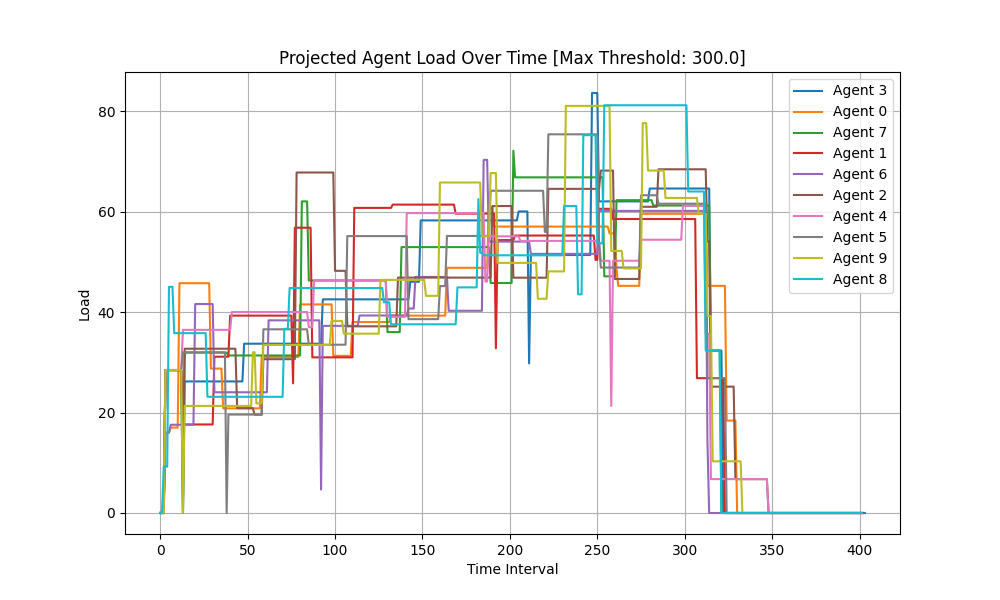 Projected Agent Load Over Time [Max Threshold: 300.0]
Load
80
60
40
20
0
0 50 100 150 200 250 300 350 400
Time Interval
Agent 3
Agent 0
Agent 7
Agent 1
Agent 6
Agent 2
Agent 4
Agent 5
Agent 9
Agent 8